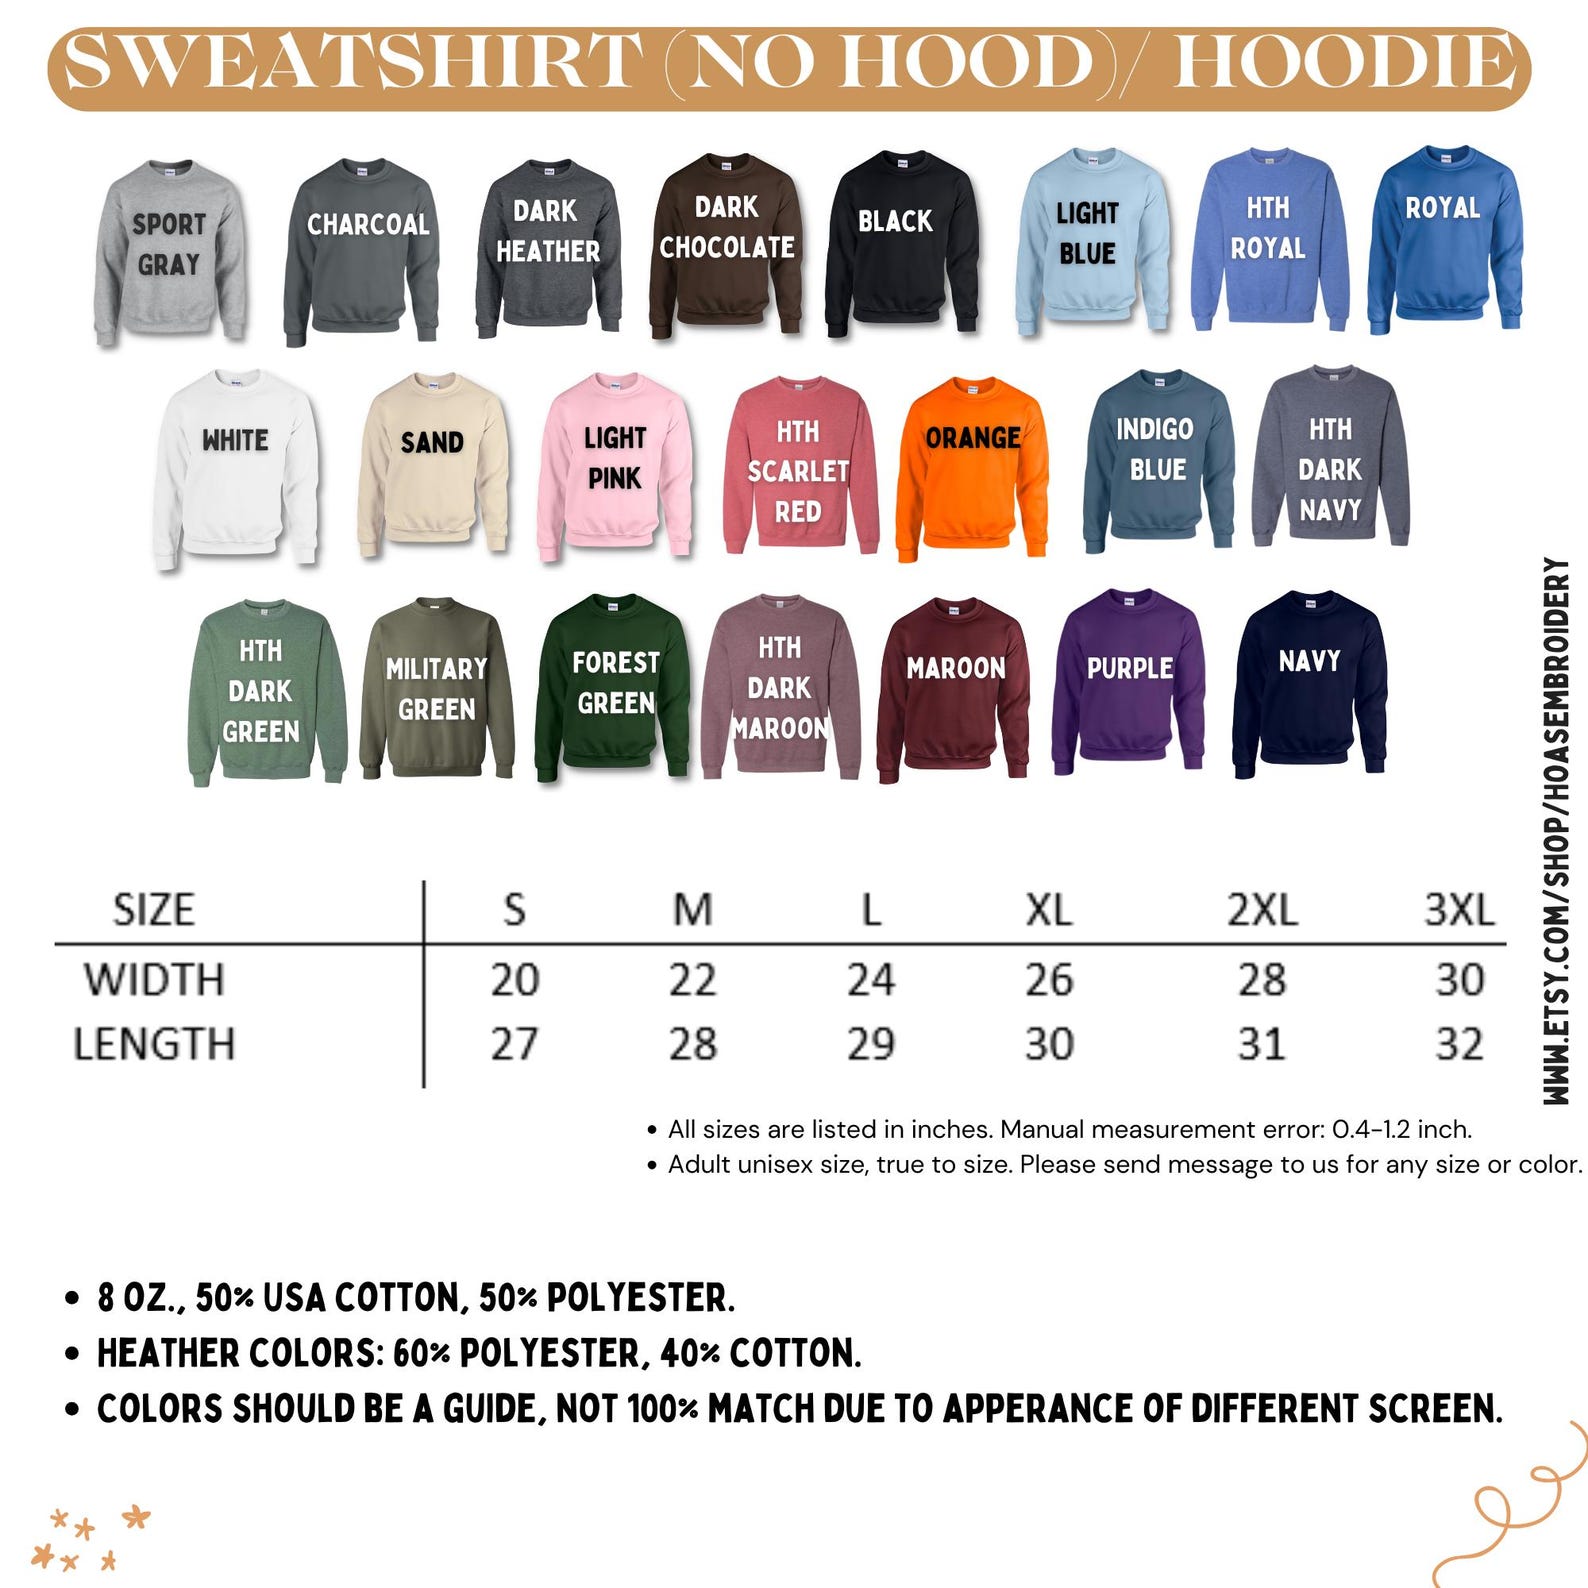 SWEATSHIRT (NO HOOD)/ HOODIE
SPORT
GRAY
CHARCOAL
DARK
HEATHER
DARK
CHOCOLATE
BLACK
LIGHT
BLUE
HTH
ROYAL
ROYAL
WHITE
SAND
LIGHT
PINK
HTH
SCARLET
RED
ORANGE
INDIGO
BLUE
HTH
DARK
NAVY
HTH
DARK
GREEN
MILITARY
GREEN
FOREST
GREEN
HTH
DARK
MAROON
MAROON
PURPLE
NAVY
WWW.ETSY.COM/SHOP/HOASEMBROIDERY
SIZE S M L XL 2XL 3XL
WIDTH 20 22 24 26 28 30
LENGTH 27 28 29 30 31 32
• All sizes are listed in inches. Manual measurement error: 0.4-1.2 inch.
• Adult unisex size, true to size. Please send message to us for any size or color.
• 8 OZ., 50% USA COTTON, 50% POLYESTER.
• HEATHER COLORS: 60% POLYESTER, 40% COTTON.
• COLORS SHOULD BE A GUIDE, NOT 100% MATCH DUE TO APPERANCE OF DIFFERENT SCREEN.